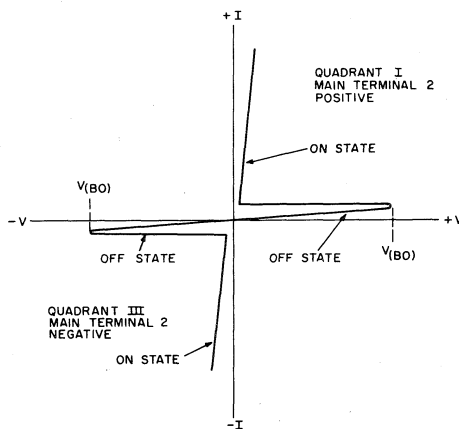 +I
QUADRANT I
MAIN TERMINAL 2
POSITIVE
ON STATE
V(BO)
-V
+V
OFF STATE
OFF STATE
V(BO)
QUADRANT III
MAIN TERMINAL 2
NEGATIVE
ON STATE
-I